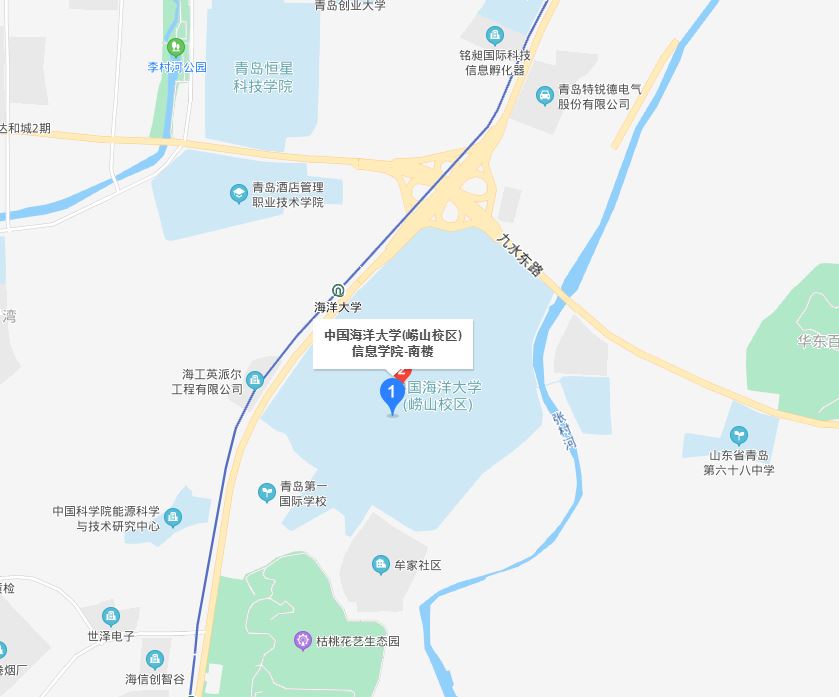 青岛创业大学
李村河公园
青岛恒星
科技学院
铭昶国际科技
信息孵化器
青岛特锐德电气
股份有限公司
达和城2期
青岛酒店管理
职业技术学院
九水东路
海洋大学
湾
中国海洋大学(崂山校区)
信息学院-南楼
华东百
海工英派尔
工程有限公司
2
1
国海洋大学
(崂山校区)
张村河
山东省青岛
第六十八中学
青岛第一
国际学校
中国科学院能源科学
与技术研究中心
牟家社区
质检
世泽电子
枯桃花艺生态园
卷烟厂
海信创智谷